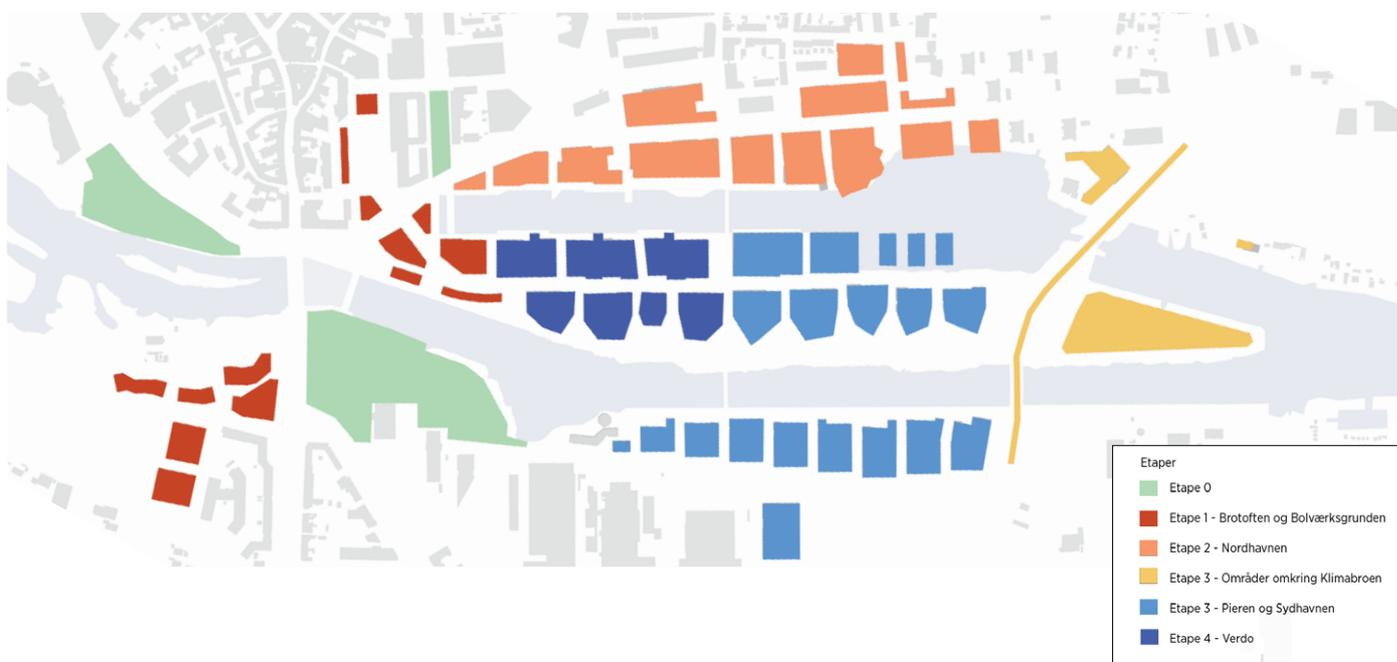 Etaper
Etape 0
Etape 1 - Brotoften og Bolværksgrunden
Etape 2 - Nordhavnen
Etape 3 - Områder omkring Klimabroen
Etape 3 - Pieren og Sydhavnen
Etape 4 - Verdo